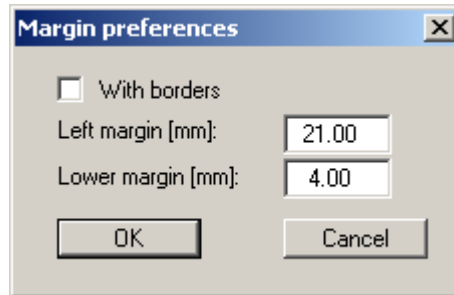 Margin preferences
With borders
Left margin [mm]: 21.00
Lower margin [mm]: 4.00
OK Cancel